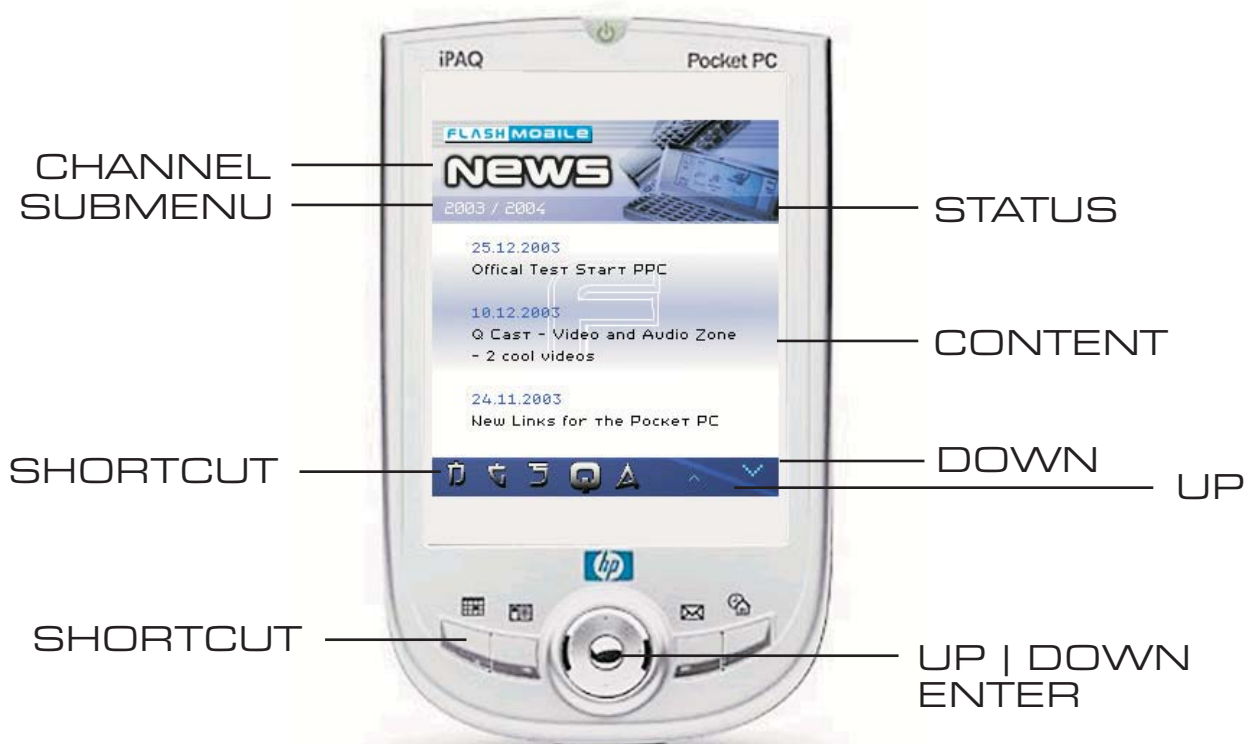 iPAQ
Pocket PC
FLASH MOBILE
News
2003 / 2004
25.12.2003
Offical Test Start PPC
10.12.2003
Q Cast - Video and Audio Zone
- 2 cool videos
24.11.2003
New Links for the Pocket PC
hp
CHANNEL
SUBMENU
STATUS
CONTENT
SHORTCUT
DOWN
UP
SHORTCUT
UP | DOWN
ENTER